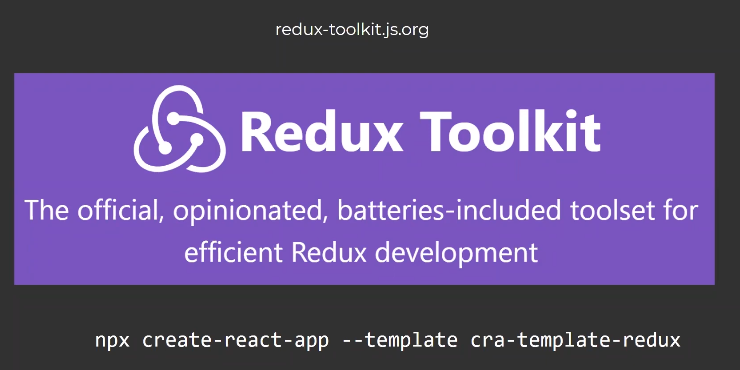 redux-toolkit.js.org
Redux Toolkit
The official, opinionated, batteries-included toolset for
efficient Redux development
npx create-react-app --template cra-template-redux